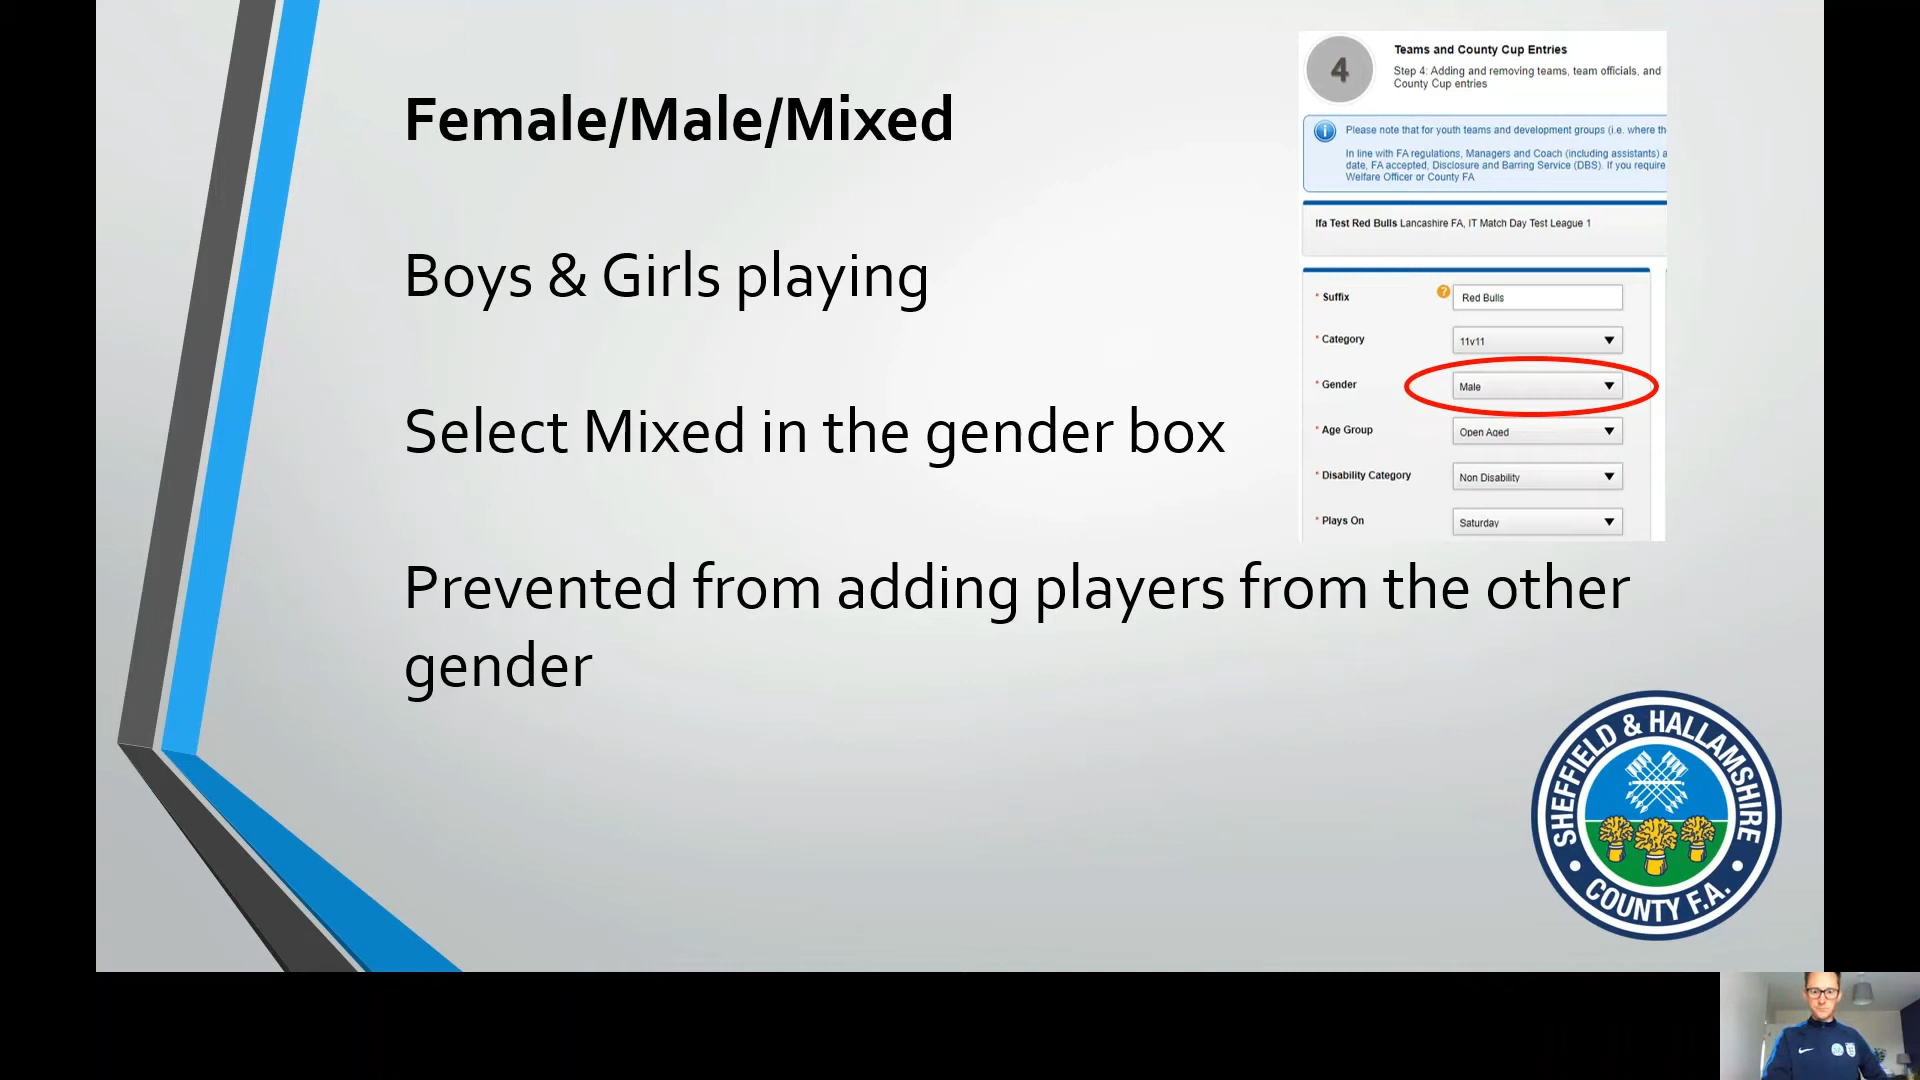 Female/Male/Mixed
Boys & Girls playing
Select Mixed in the gender box
Prevented from adding players from the other
gender
4
Teams and County Cup Entries
Step 4: Adding and removing teams, team officials, and
County Cup entries
Please note that for youth teams and development groups (i.e. where th
In line with FA regulations, Managers and Coach (including assistants) a
date, FA accepted, Disclosure and Barring Service (DBS). If you require
Welfare Officer or County FA
lfa Test Red Bulls Lancashire FA, IT Match Day Test League 1
* Suffix ? Red Bulls
* Category 11v11
* Gender Male
* Age Group Open Aged
* Disability Category Non Disability
* Plays On Saturday
SHEFFIELD & HALLAMSHIRE
COUNTY F.A.